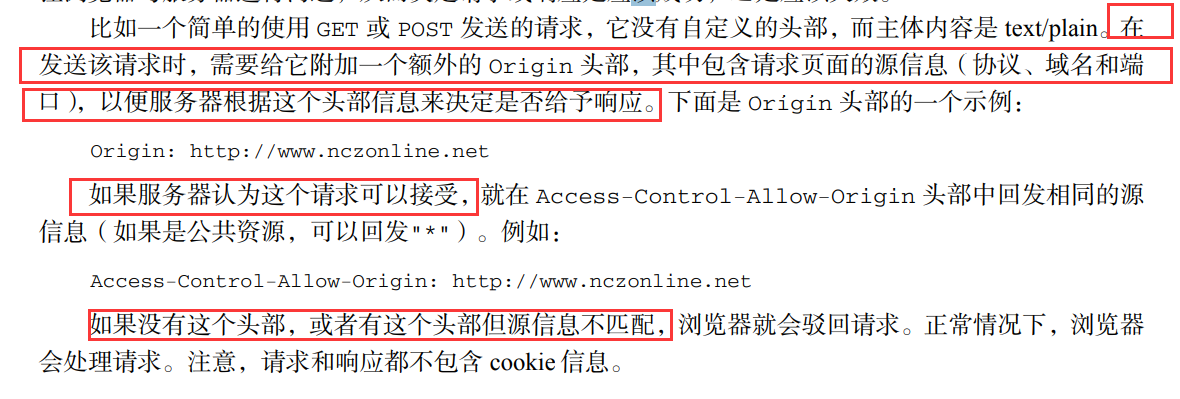 比如一个简单的使用 GET 或 POST 发送的请求，它没有自定义的头部，而主体内容是 text/plain。在
发送该请求时，需要给它附加一个额外的 Origin 头部，其中包含请求页面的源信息（协议、域名和端
口），以便服务器根据这个头部信息来决定是否给予响应。下面是 Origin 头部的一个示例：
Origin: http://www.nczonline.net
如果服务器认为这个请求可以接受，就在 Access-Control-Allow-Origin 头部中回发相同的源
信息（如果是公共资源，可以回发"*"）。例如：
Access-Control-Allow-Origin: http://www.nczonline.net
如果没有这个头部，或者有这个头部但源信息不匹配，浏览器就会驳回请求。正常情况下，浏览器
会处理请求。注意，请求和响应都不包含 cookie 信息。